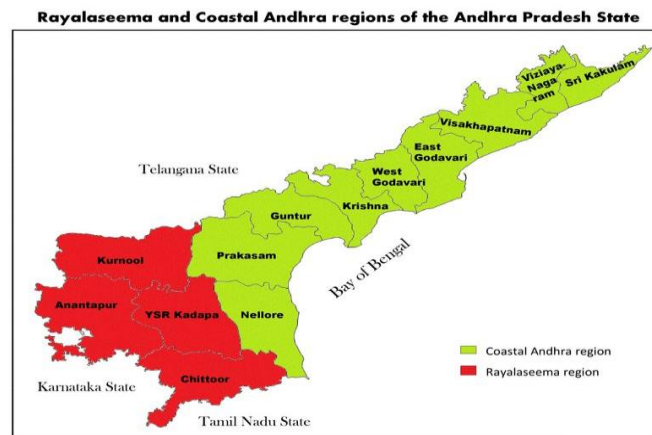 Rayalaseema and Coastal Andhra regions of the Andhra Pradesh State
Viziaya-
Naga
ram
Sri Kakulam
Visakhapatnam
East
Godavari
West
Godavari
Telangana State
Krishna
Guntur
Prakasam
Kurnool
Bay of Bengal
Anantapur
YSR Kadapa
Nellore
Coastal Andhra region
Rayalaseema region
Chittoor
Karnataka State
Tamil Nadu State